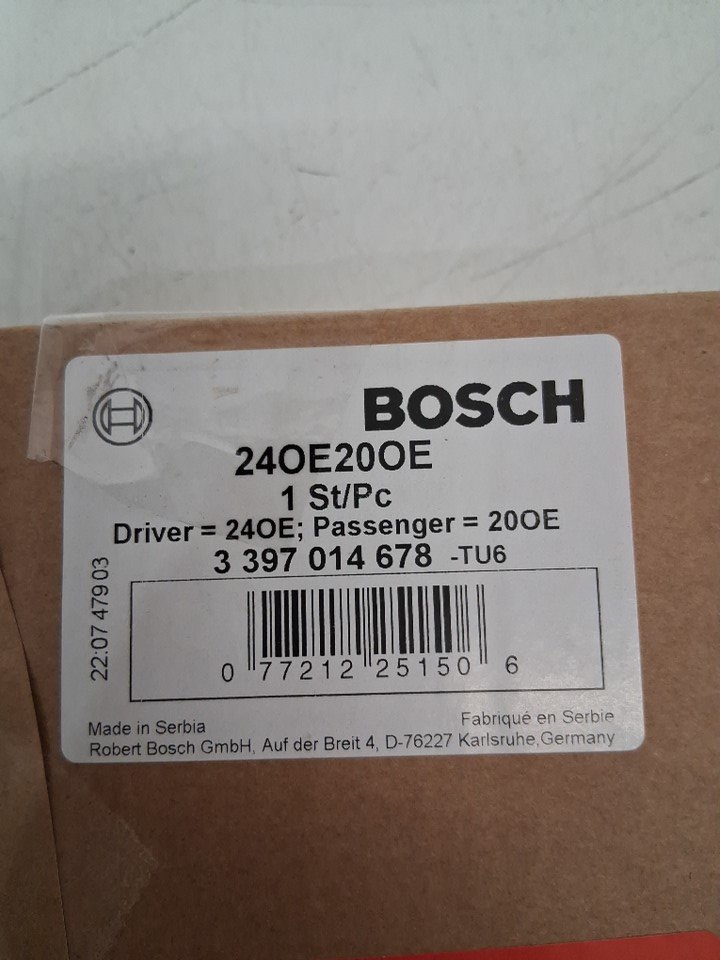 BOSCH
24OE20OE
1 St/Pc
Driver = 24OE; Passenger = 20OE
3 397 014 678 -TU6
22:07 479 03
0 77212 25150 6
Made in Serbia
Fabriqué en Serbie
Robert Bosch GmbH, Auf der Breit 4, D-76227 Karlsruhe,Germany